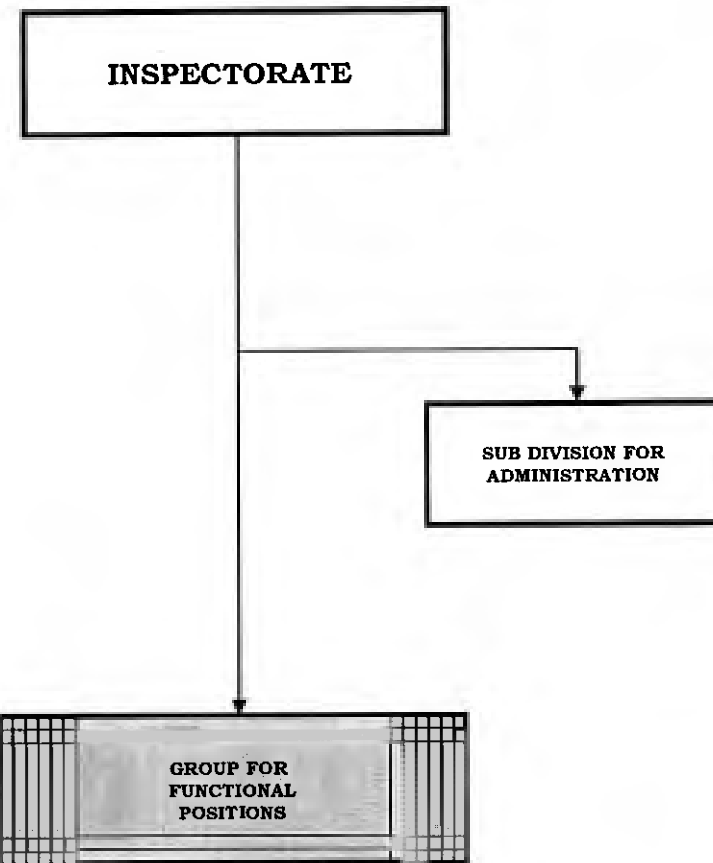 INSPECTORATE
SUB DIVISION FOR
ADMINISTRATION
GROUP FOR
FUNCTIONAL
POSITIONS